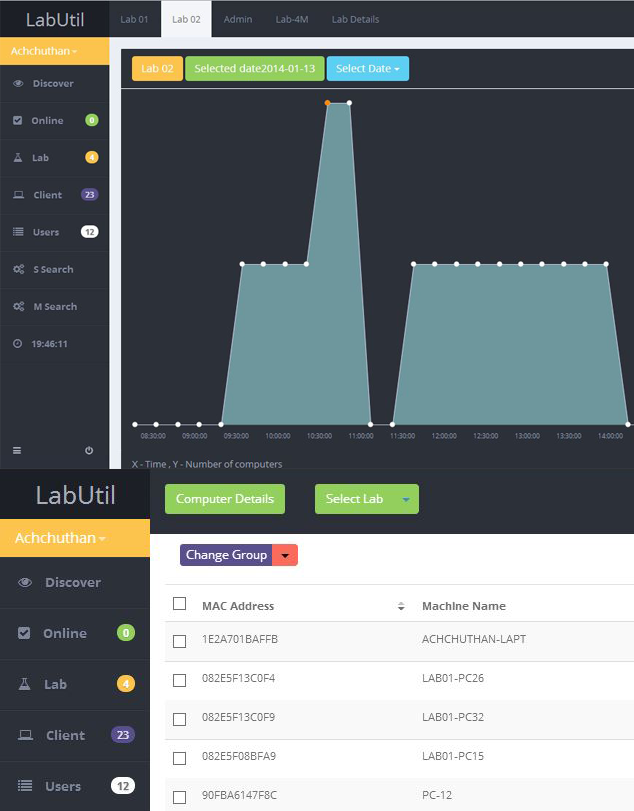 LabUtil
Lab 01 Lab 02 Admin Lab-4M Lab Details
Achchuthan
Discover
Online 0
Lab 4
Client 23
Users 12
S Search
M Search
19:46:11
Lab 02 Selected date2014-01-13 Select Date
08:30:00 09:00:00 09:30:00 10:00:00 10:30:00 11:00:00 11:30:00 12:00:00 12:30:00 13:00:00 13:30:00 14:00:00
X - Time , Y - Number of computers
LabUtil
Achchuthan
Discover
Online 0
Lab 4
Client 23
Users 12
Computer Details Select Lab
Change Group
MAC Address Machine Name
1E2A701BAFFB ACHCHUTHAN-LAPT
082E5F13C0F4 LAB01-PC26
082E5F13C0F9 LAB01-PC32
082E5F08BFA9 LAB01-PC15
90FBA6147F8C PC-12